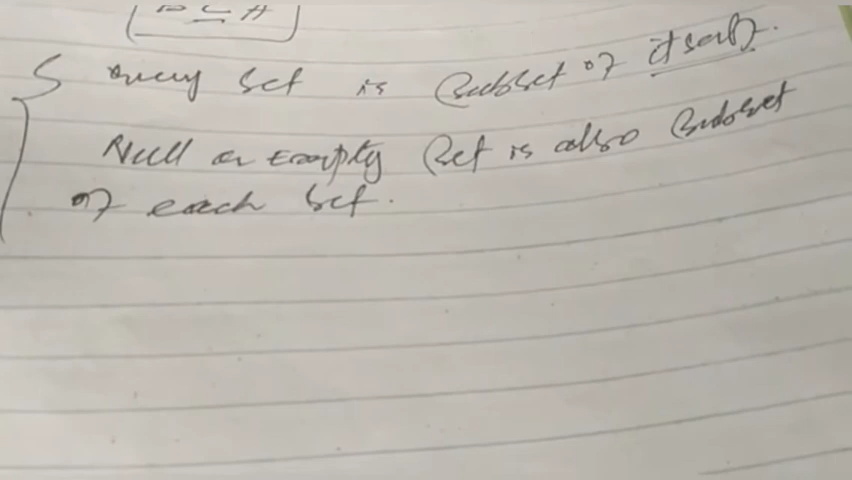 B ⊆ A
every set is subset of itself.
Null or Empty set is also subset
of each set.